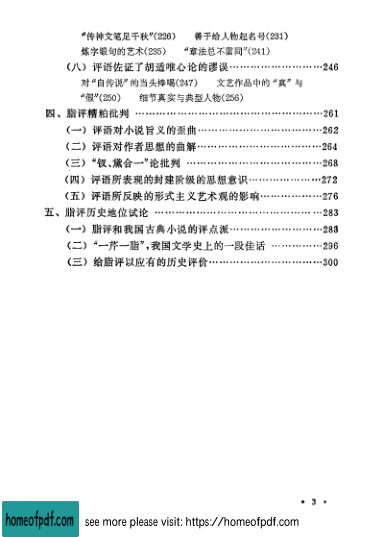 “传神文笔足千秋”(226) 善于给人物起名号(231)
炼字锻句的艺术(235) “章法总不雷同”(241)
(八)评语佐证了胡适唯心论的谬误……………………246
对“自传说”的当头棒喝(247) 文艺作品中的“真”与
“假”(250) 细节真实与典型人物(256)
四、脂评糟粕批判……………………………………………261
(一)评语对小说旨义的歪曲……………………………262
(二)评语对作者思想的曲解……………………………264
(三)“钗、黛合一”论批判………………………………268
(四)评语所表现的封建阶级的思想意识………………272
(五)评语所反映的形式主义艺术观的影响……………276
五、脂评历史地位试论………………………………………283
(一)脂评和我国古典小说的评点派……………………283
(二)“一芹一脂”,我国文学史上的一段佳话……………296
(三)给脂评以应有的历史评价…………………………300
• 3 •
homeofpdf.com see more please visit: https://homeofpdf.com